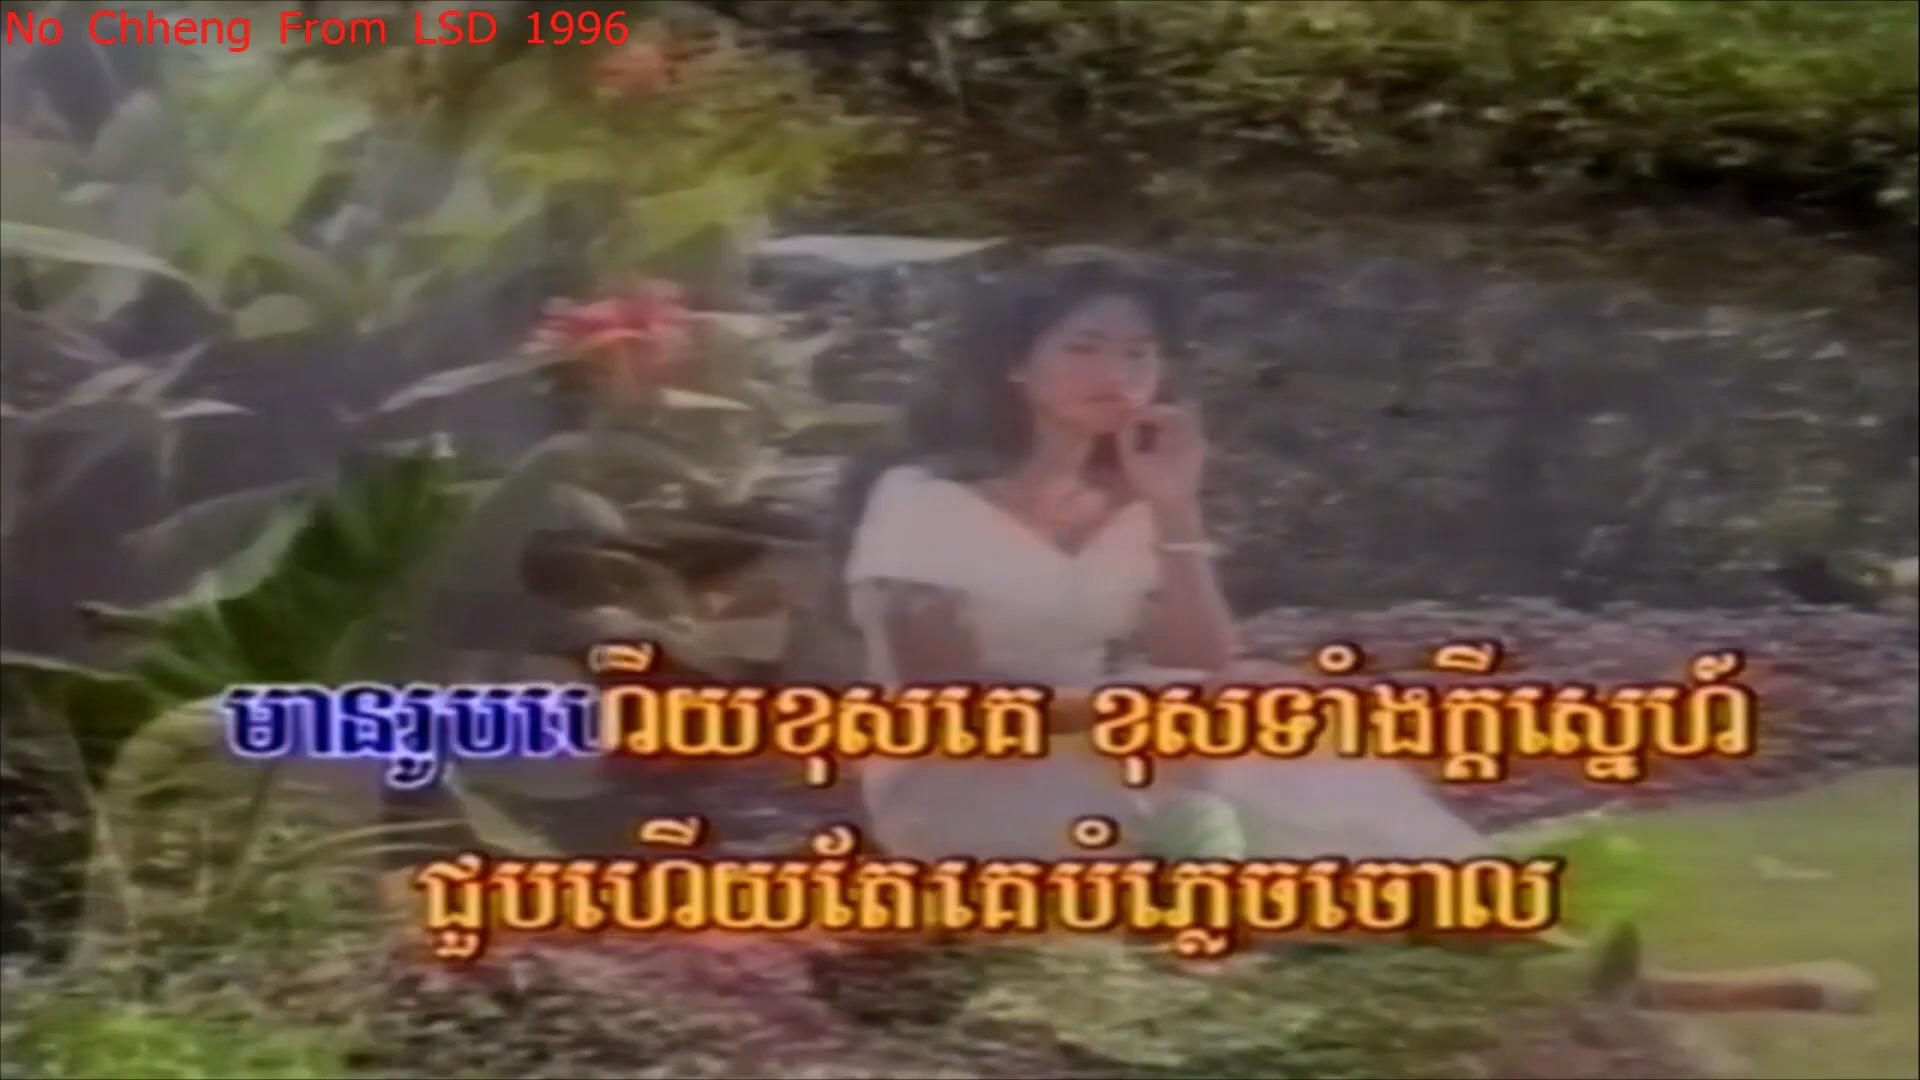 No Chheng From LSD 1996
មានរូបហើយខុសគេ ខុសទាំងក្ដីស្នេហ៍
ជួបហើយតែគេបំភ្លេចចោល